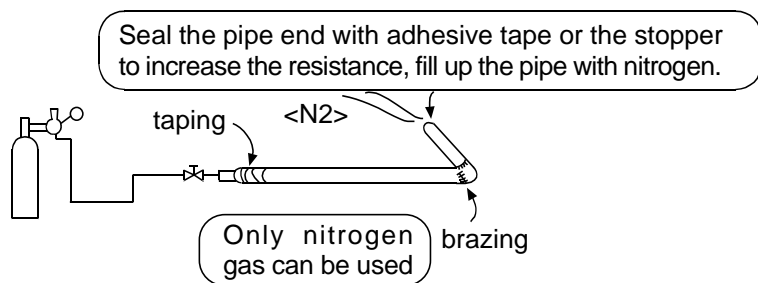 Seal the pipe end with adhesive tape or the stopper
to increase the resistance, fill up the pipe with nitrogen.
taping
<N2>
Only nitrogen
gas can be used
brazing